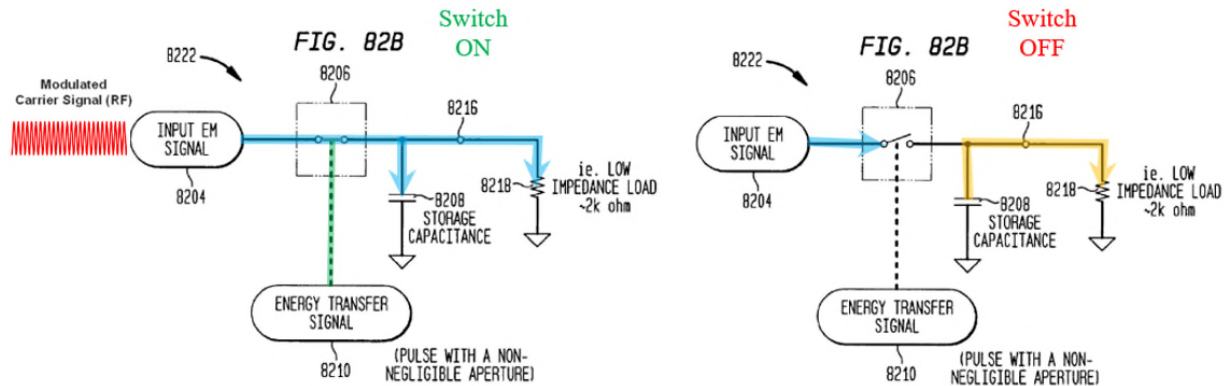 Switch
ON
FIG. 82B
8222
8206
Modulated
Carrier Signal (RF)
INPUT EM
SIGNAL
8204
8216
8218
ie. LOW
IMPEDANCE LOAD
~2k ohm
8208
STORAGE
CAPACITANCE
ENERGY TRANSFER
SIGNAL
8210
(PULSE WITH A NON-
NEGLIGIBLE APERTURE)
Switch
OFF
FIG. 82B
8222
8206
INPUT EM
SIGNAL
8204
8216
8218
ie. LOW
IMPEDANCE LOAD
~2k ohm
8208
STORAGE
CAPACITANCE
ENERGY TRANSFER
SIGNAL
8210
(PULSE WITH A NON-
NEGLIGIBLE APERTURE)